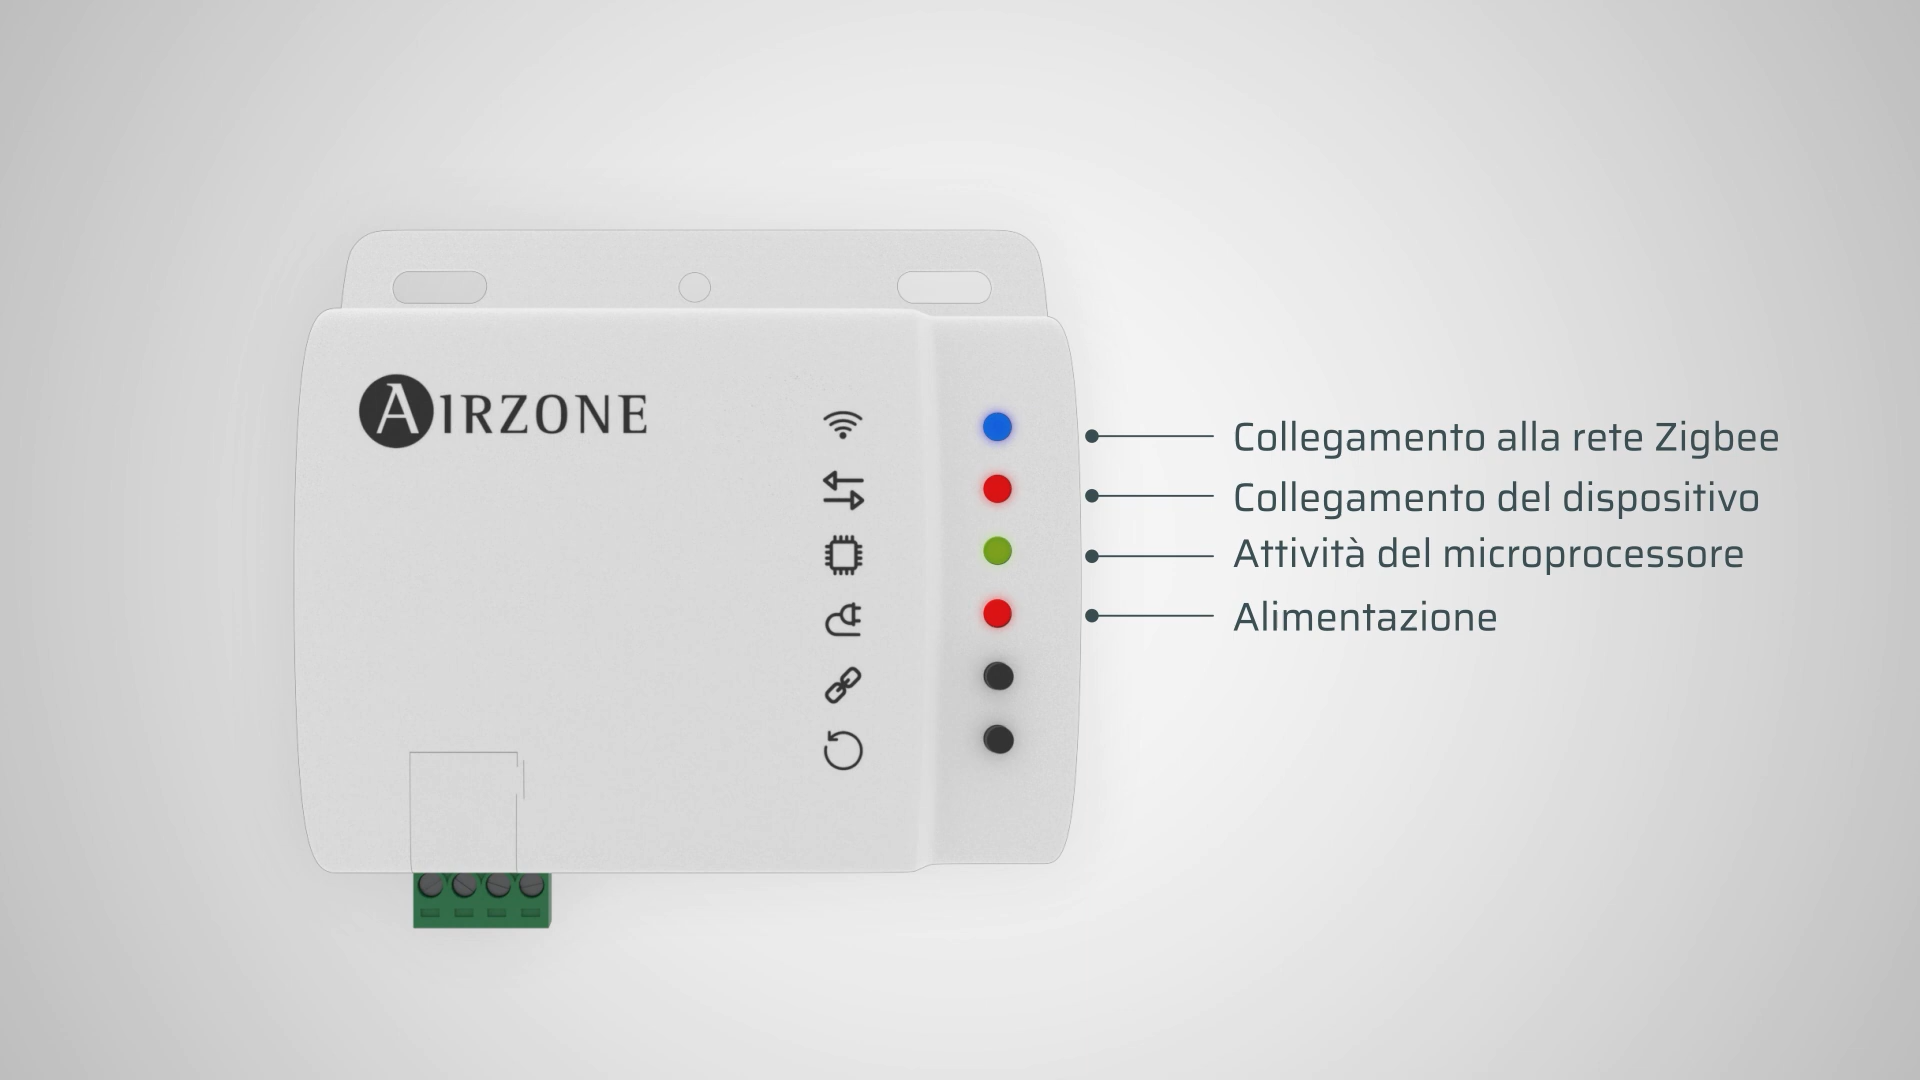 AIRZONE
Collegamento alla rete Zigbee
Collegamento del dispositivo
Attività del microprocessore
Alimentazione